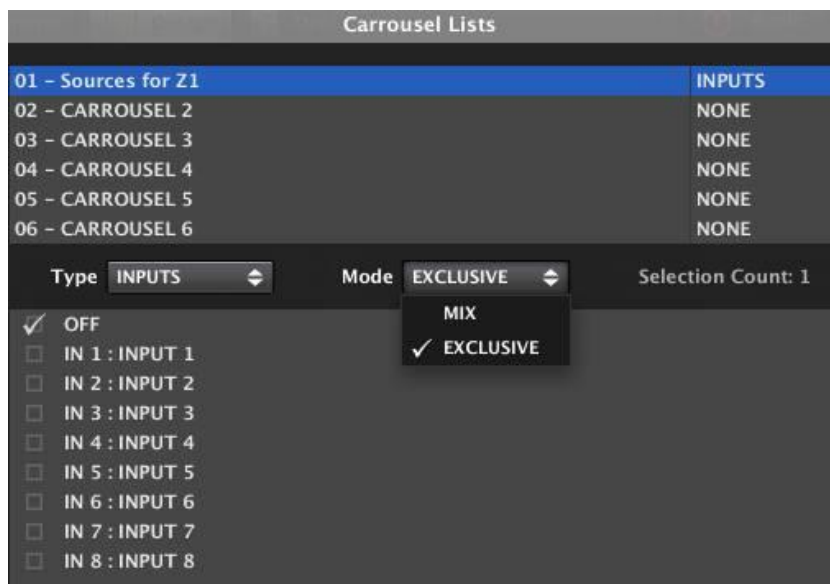 Carrousel Lists
01 - Sources for Z1 INPUTS
02 - CARROUSEL 2 NONE
03 - CARROUSEL 3 NONE
04 - CARROUSEL 4 NONE
05 - CARROUSEL 5 NONE
06 - CARROUSEL 6 NONE
Type INPUTS Mode EXCLUSIVE Selection Count: 1
MIX
EXCLUSIVE
OFF
IN 1 : INPUT 1
IN 2 : INPUT 2
IN 3 : INPUT 3
IN 4 : INPUT 4
IN 5 : INPUT 5
IN 6 : INPUT 6
IN 7 : INPUT 7
IN 8 : INPUT 8